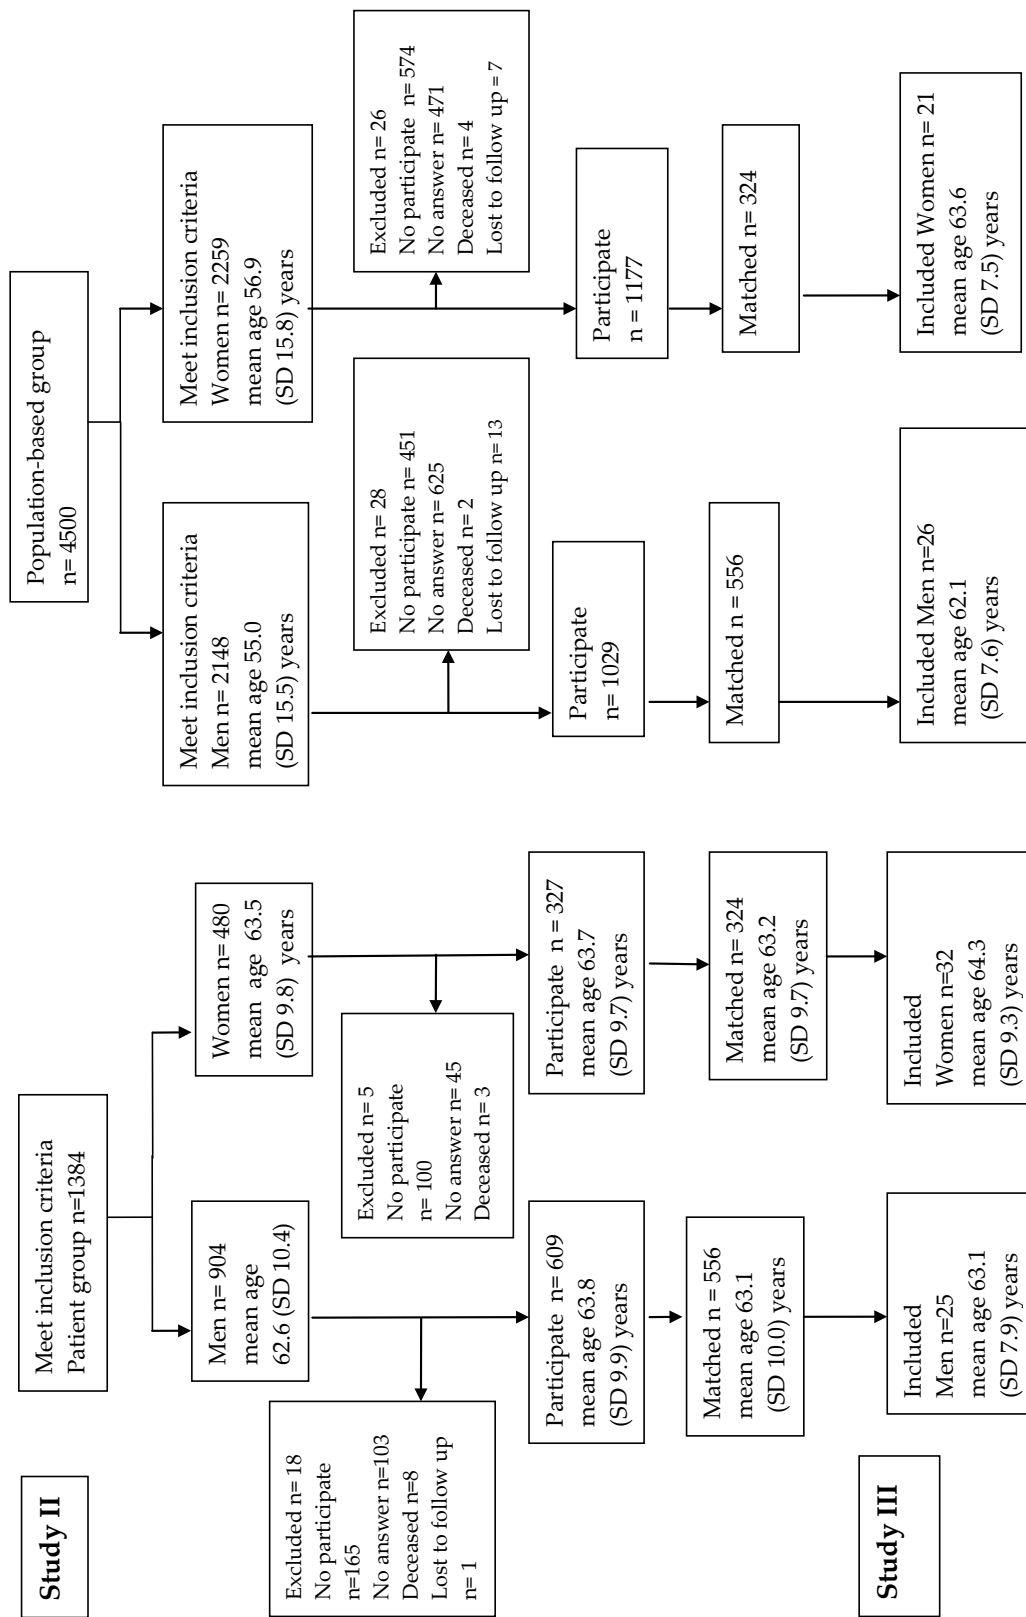 Study II
Meet inclusion criteria
Patient group n=1384
Population-based group
n= 4500
Men n= 904
mean age
62.6 (SD 10.4)
Women n= 480
mean age 63.5
(SD 9.8) years
Meet inclusion criteria
Men n= 2148
mean age 55.0
(SD 15.5) years
Meet inclusion criteria
Women n= 2259
mean age 56.9
(SD 15.8) years
Excluded n= 18
No participate
n=165
No answer n=103
Deceased n=8
Lost to follow up
n= 1
Excluded n= 5
No participate
n= 100
No answer n= 45
Deceased n= 3
Excluded n= 28
No participate n= 451
No answer n= 625
Deceased n= 2
Lost to follow up n= 13
Excluded n= 26
No participate n= 574
No answer n= 471
Deceased n= 4
Lost to follow up = 7
Participate n= 609
mean age 63.8
(SD 9.9) years
Participate n = 327
mean age 63.7
(SD 9.7) years
Participate
n= 1029
Participate
n = 1177
Matched n = 556
mean age 63.1
(SD 10.0) years
Matched n= 324
mean age 63.2
(SD 9.7) years
Matched n = 556
Matched n= 324
Study III
Included
Men n=25
mean age 63.1
(SD 7.9) years
Included
Women n=32
mean age 64.3
(SD 9.3) years
Included Men n=26
mean age 62.1
(SD 7.6) years
Included Women n= 21
mean age 63.6
(SD 7.5) years